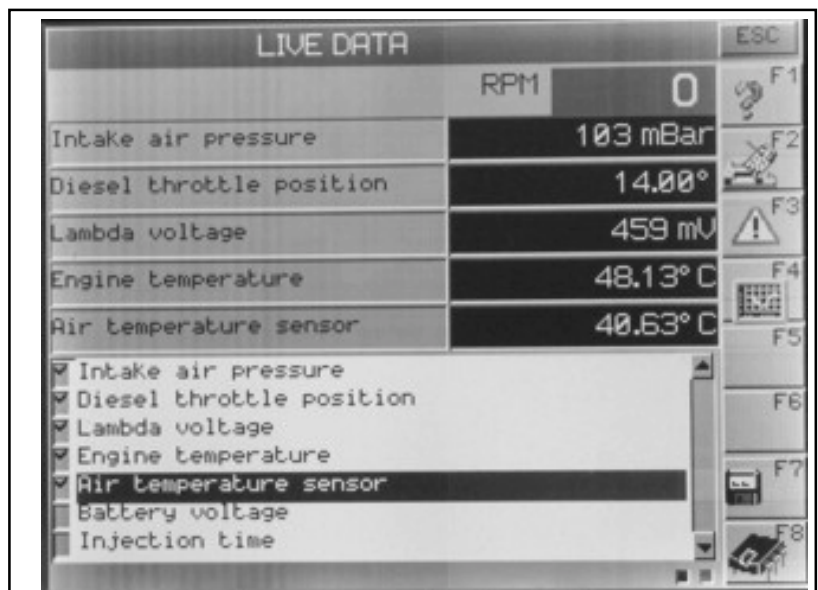 LIVE DATA ESC
RPM 0 F1
Intake air pressure 103 mBar F2
Diesel throttle position 14.00°
Lambda voltage 459 mV F3
Engine temperature 48.13°C F4
Air temperature sensor 40.63°C F5
Intake air pressure
Diesel throttle position F6
Lambda voltage
Engine temperature
Air temperature sensor F7
Battery voltage
Injection time F8